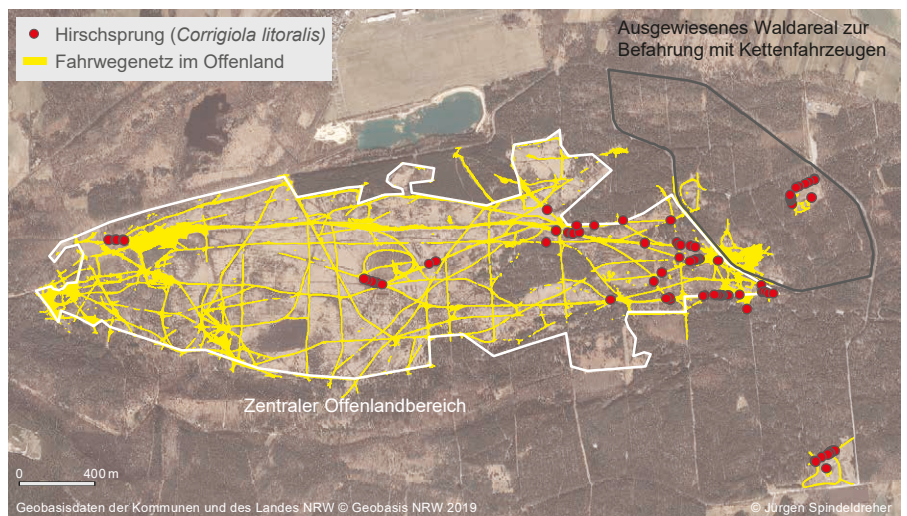 Hirschsprung (Corrigiola litoralis)
Fahrwegenetz im Offenland
Ausgewiesenes Waldareal zur
Befahrung mit Kettenfahrzeugen
Zentraler Offenlandbereich
0 400 m
Geobasisdaten der Kommunen und des Landes NRW © Geobasis NRW 2019
© Jürgen Spindeldreher